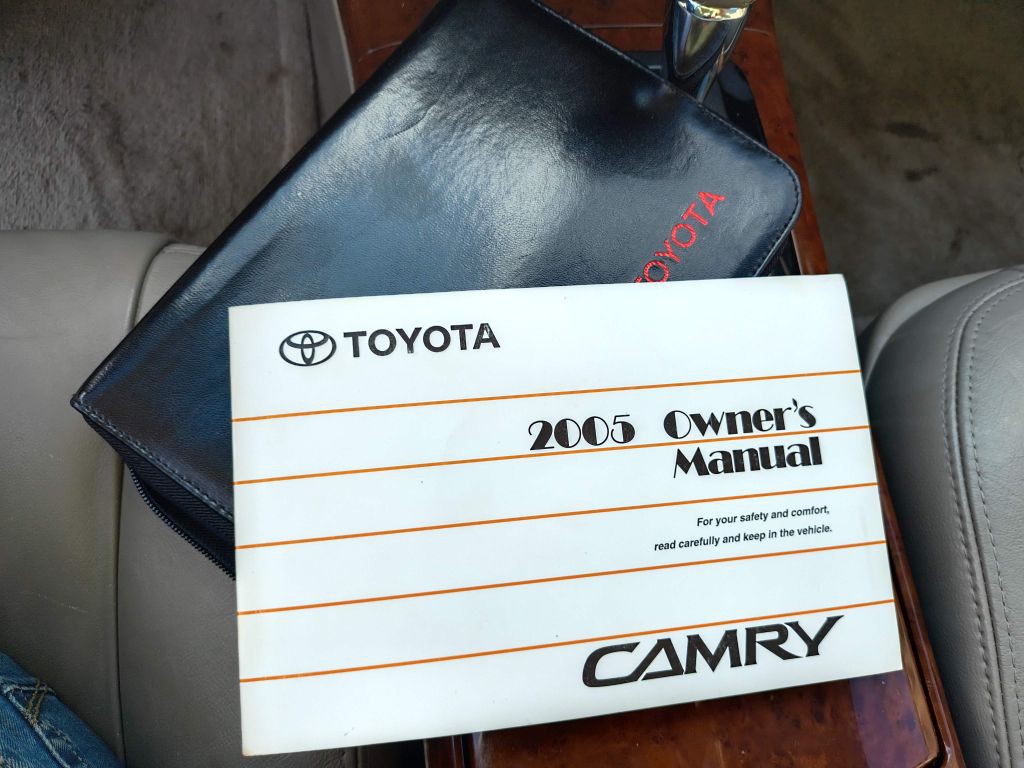 TOYOTA
TOYOTA
2005 Owner's
Manual
For your safety and comfort,
read carefully and keep in the vehicle.
CAMRY